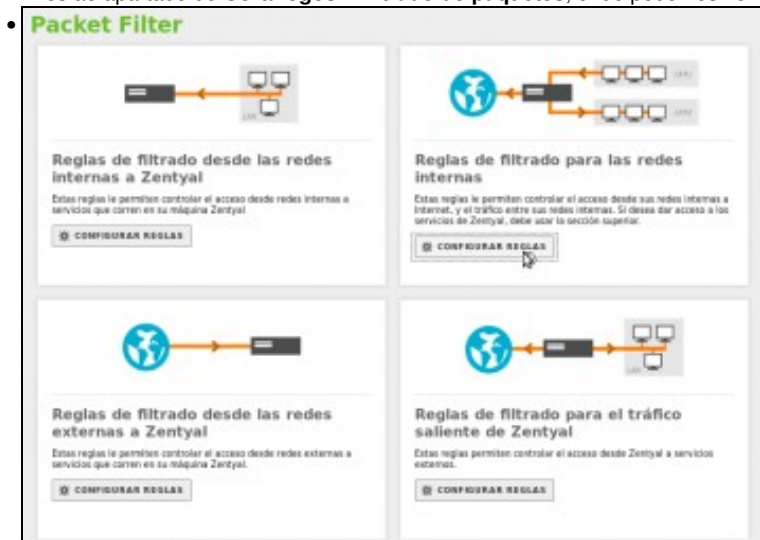 Packet Filter
LAN
Reglas de filtrado desde las redes
internas a Zentyal
Estas reglas le permiten controlar el acceso desde redes internas a
servicios que corren en su máquina Zentyal
CONFIGURAR REGLAS
Reglas de filtrado para las redes
internas
Estas reglas le permiten controlar el acceso desde sus redes internas a
Internet, y el tráfico entre sus redes internas. Si desea dar acceso a los
servicios de Zentyal, debe usar la sección superior.
CONFIGURAR REGLAS
Reglas de filtrado desde las redes
externas a Zentyal
Estas reglas le permiten controlar el acceso desde redes externas a
servicios que corren en su máquina Zentyal.
CONFIGURAR REGLAS
LAN
Reglas de filtrado para el tráfico
saliente de Zentyal
Estas reglas permiten controlar el acceso desde Zentyal a servicios
externos.
CONFIGURAR REGLAS